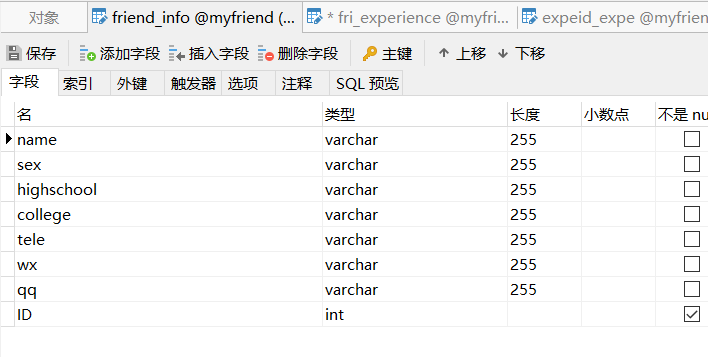 对象 friend_info @myfriend (... * fri_experience @myfri... expeid_expe @myfrien
保存 添加字段 插入字段 删除字段 主键 上移 下移
字段 索引 外键 触发器 选项 注释 SQL 预览
名 类型 长度 小数点 不是 nu
name varchar 255
sex varchar 255
highschool varchar 255
college varchar 255
tele varchar 255
wx varchar 255
qq varchar 255
ID int